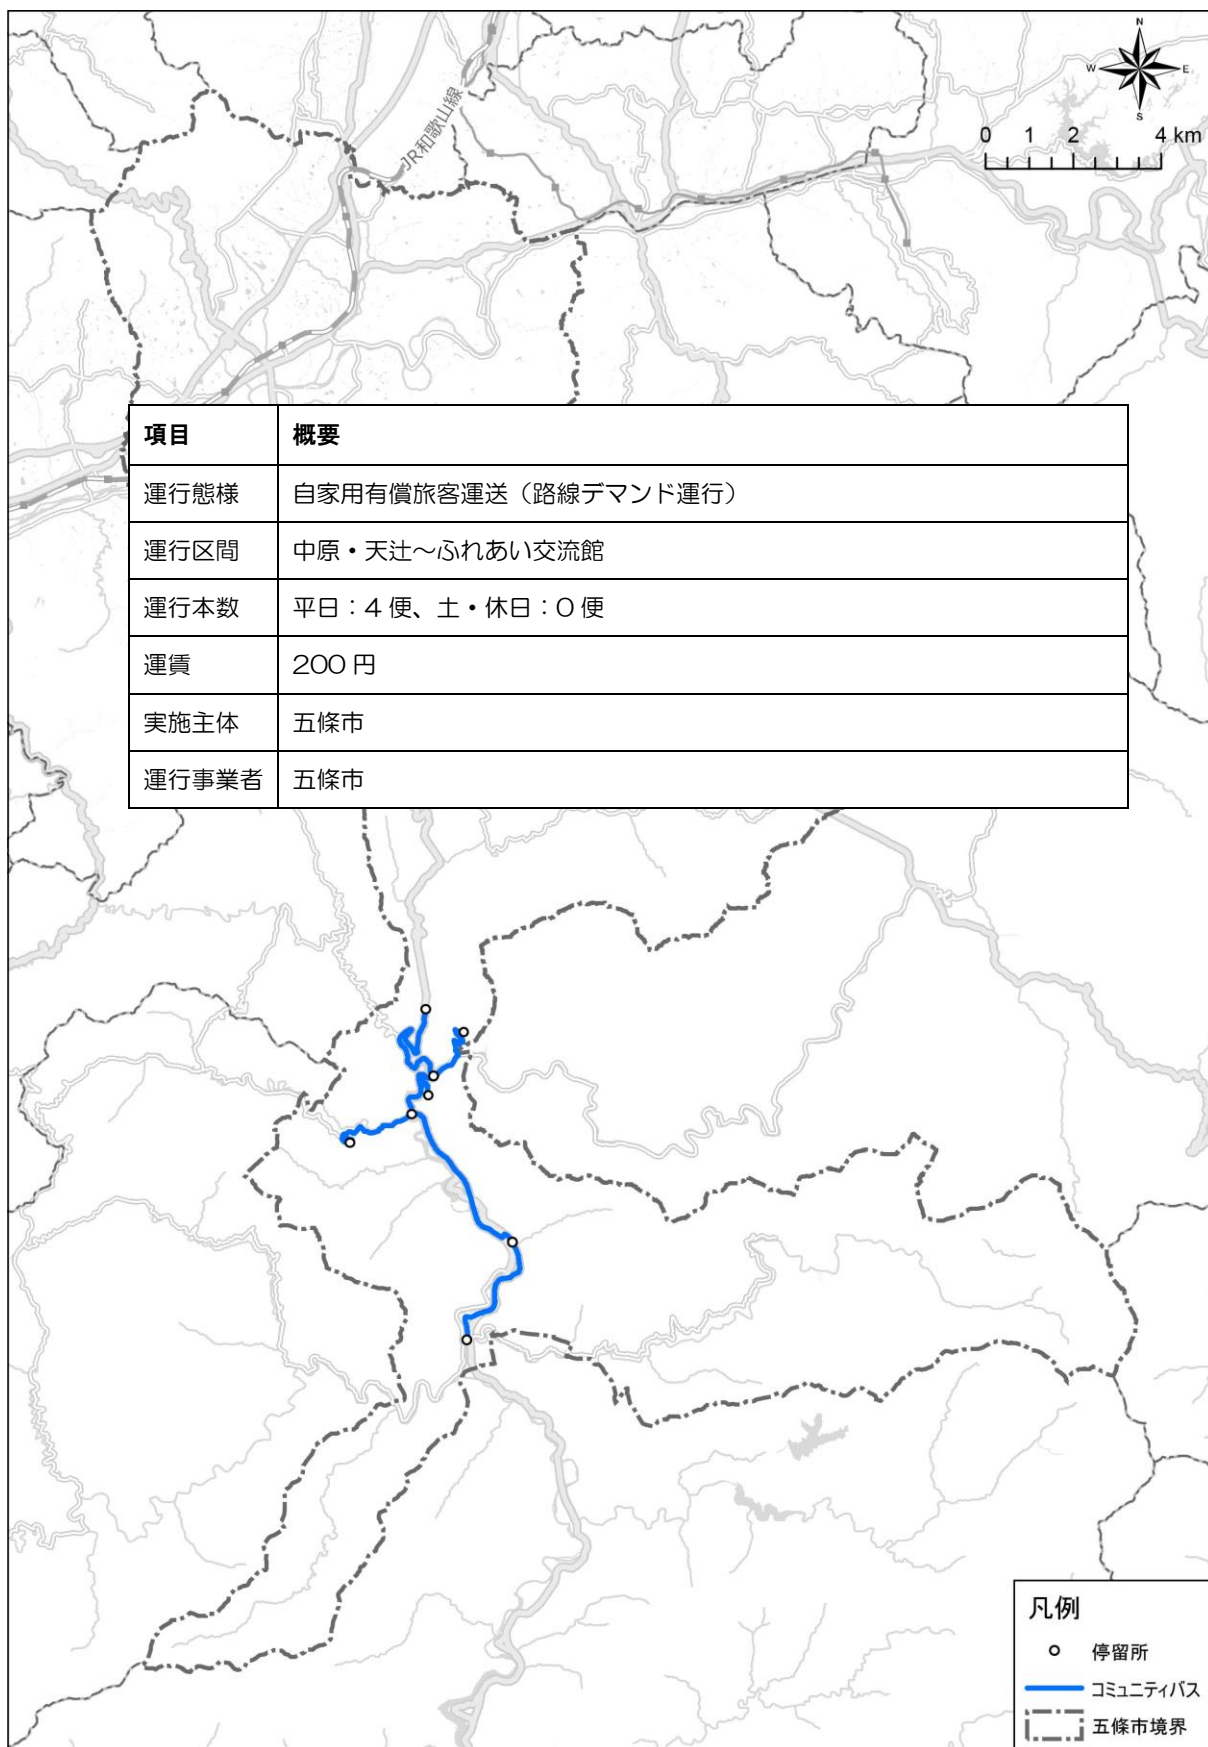 N
W E
S
0 1 2 4 km
JR和歌山線
項目 概要
運行態様 自家用有償旅客運送（路線デマンド運行）
運行区間 中原・天辻～ふれあい交流館
運行本数 平日：4 便、土・休日：0 便
運賃 200 円
実施主体 五條市
運行事業者 五條市
凡例
停留所
コミュニティバス
五條市境界